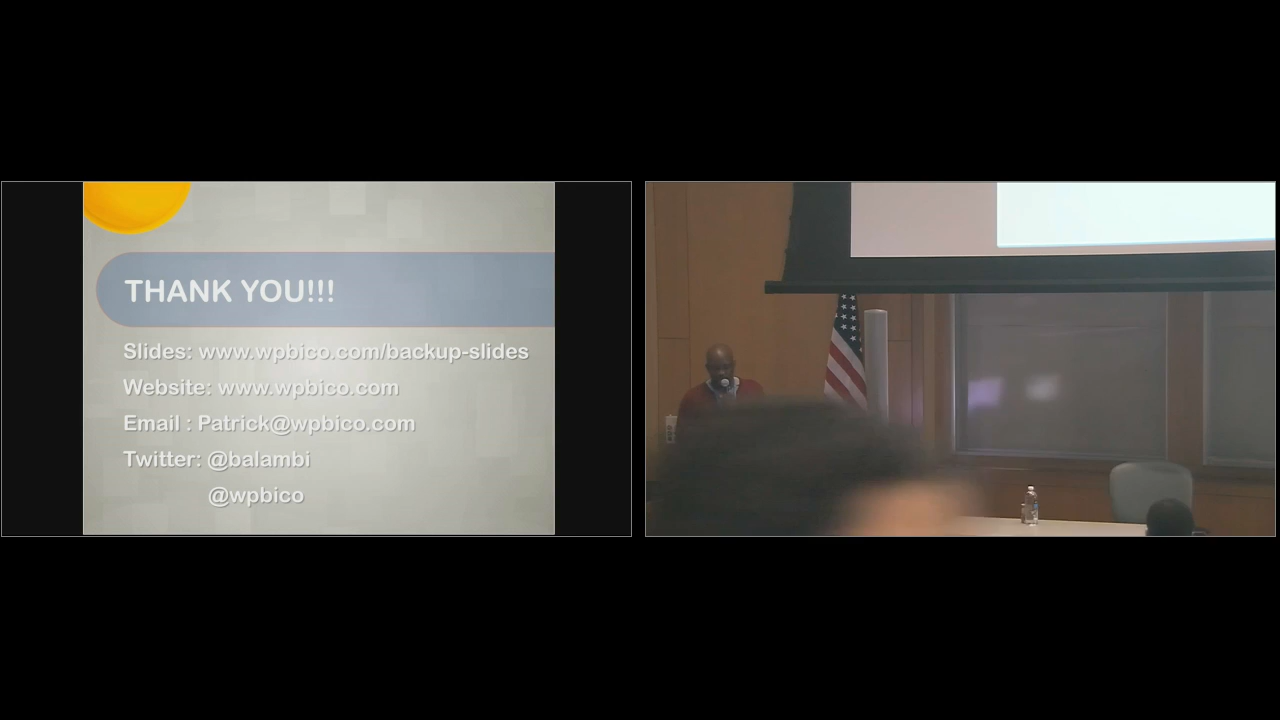 THANK YOU!!!
Slides: www.wpbico.com/backup-slides
Website: www.wpbico.com
Email : Patrick@wpbico.com
Twitter: @balambi
@wpbico